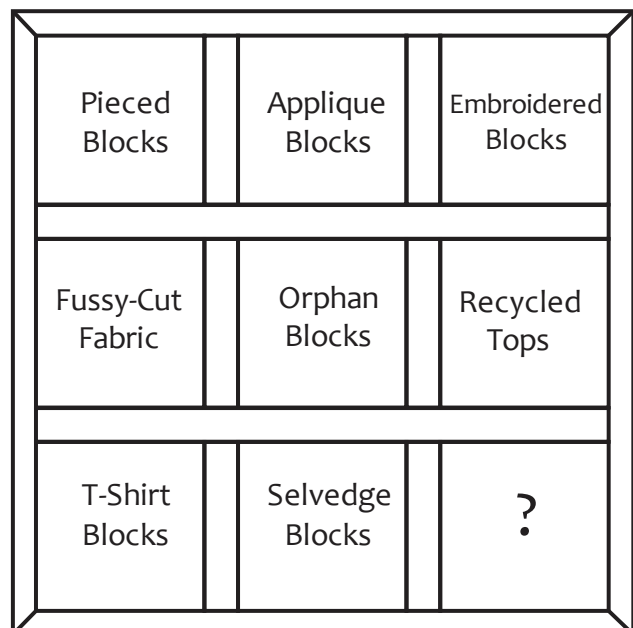 Pieced
Blocks
Applique
Blocks
Embroidered
Blocks
Fussy-Cut
Fabric
Orphan
Blocks
Recycled
Tops
T-Shirt
Blocks
Selvedge
Blocks
?